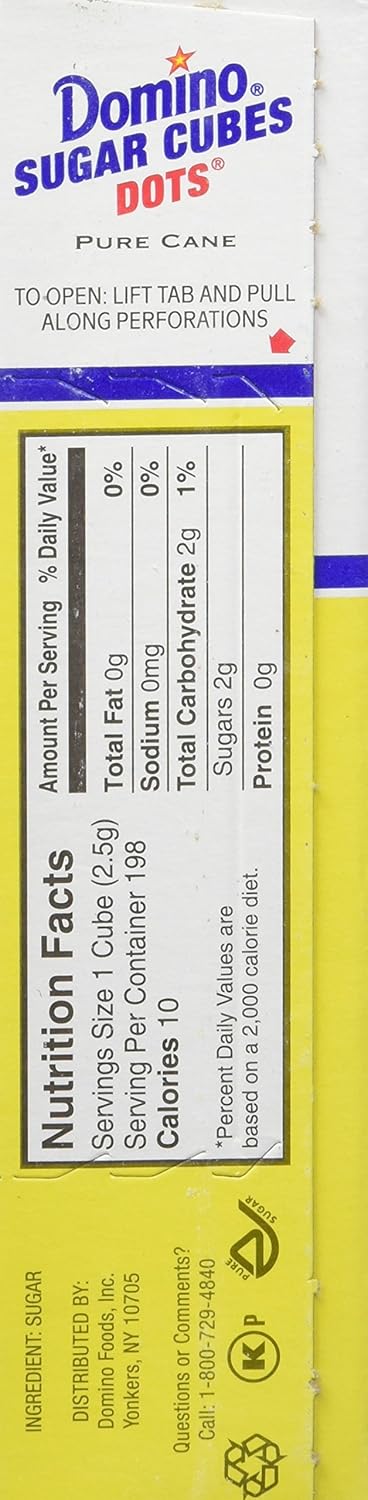 Domino®
SUGAR CUBES
DOTS®
PURE CANE
TO OPEN: LIFT TAB AND PULL
ALONG PERFORATIONS
Nutrition Facts
Servings Size 1 Cube (2.5g)
Serving Per Container 198
Calories 10
*Percent Daily Values are
based on a 2,000 calorie diet.
Amount Per Serving % Daily Value*
Total Fat 0g 0%
Sodium 0mg 0%
Total Carbohydrate 2g 1%
Sugars 2g
Protein 0g
INGREDIENT: SUGAR
DISTRIBUTED BY:
Domino Foods, Inc.
Yonkers, NY 10705
Questions or Comments?
Call: 1-800-729-4840
K P
PURE SUGAR